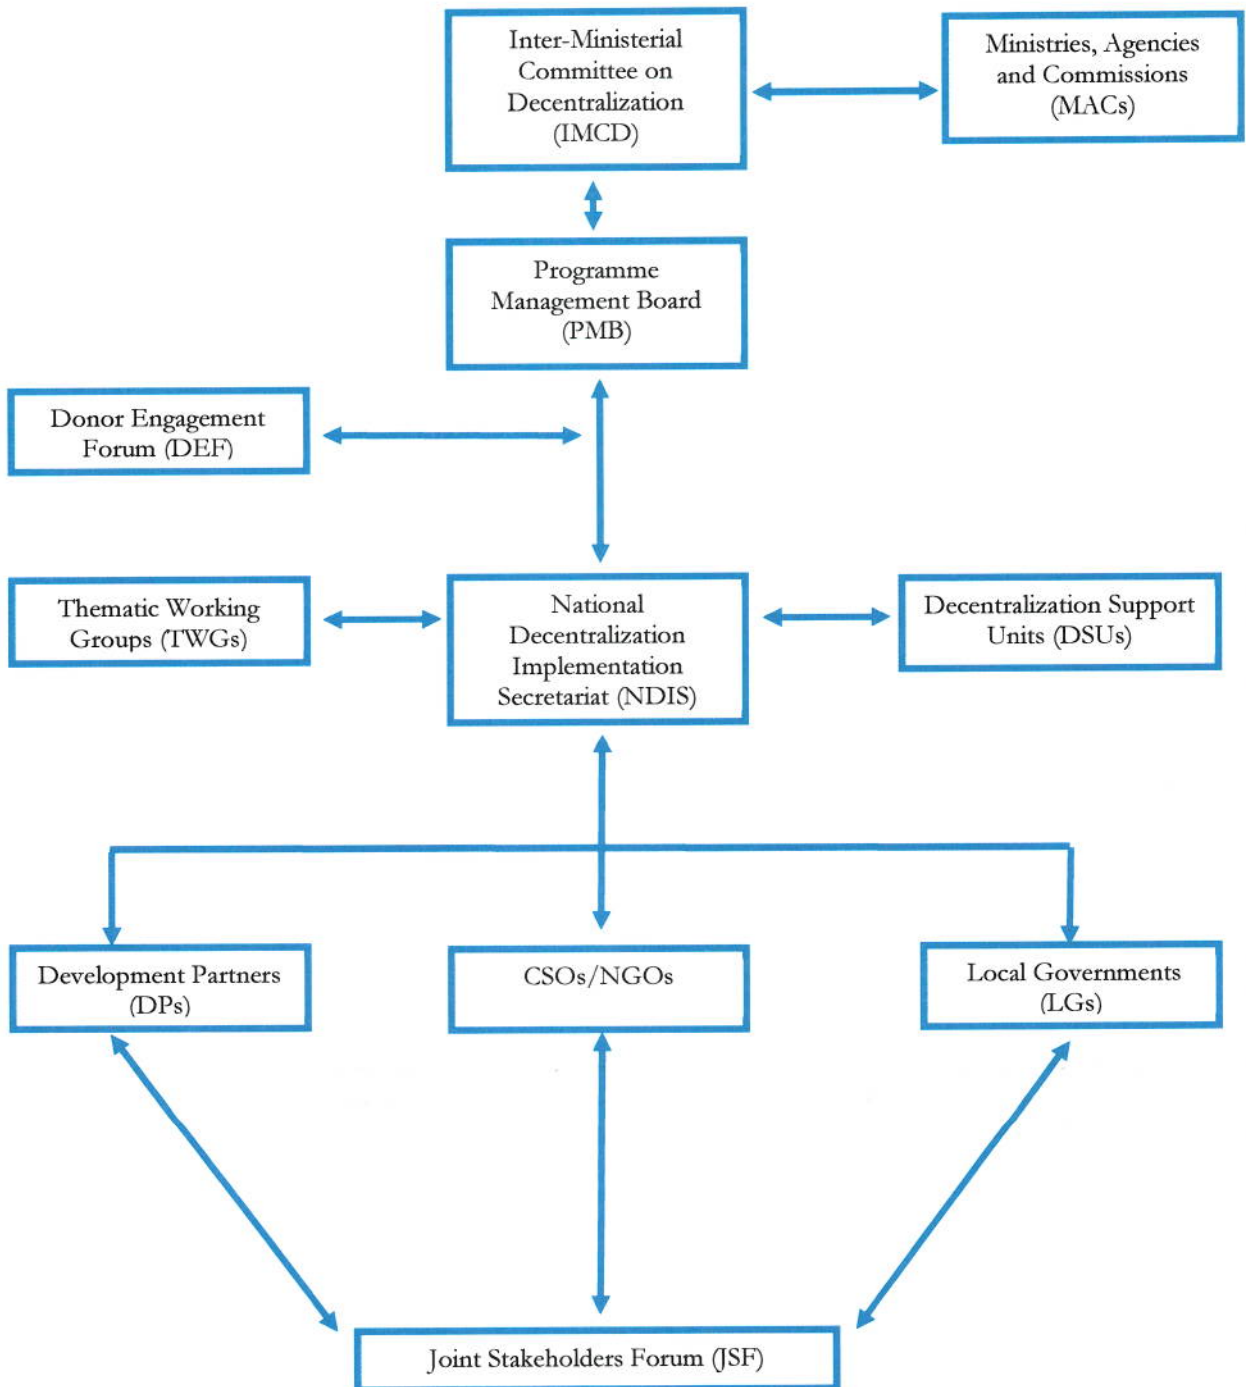 Inter-Ministerial
Committee on
Decentralization
(IMCD)
Ministries, Agencies
and Commissions
(MACs)
Programme
Management Board
(PMB)
Donor Engagement
Forum (DEF)
Thematic Working
Groups (TWGs)
National
Decentralization
Implementation
Secretariat (NDIS)
Decentralization Support
Units (DSUs)
Development Partners
(DPs)
CSOs/NGOs
Local Governments
(LGs)
Joint Stakeholders Forum (JSF)